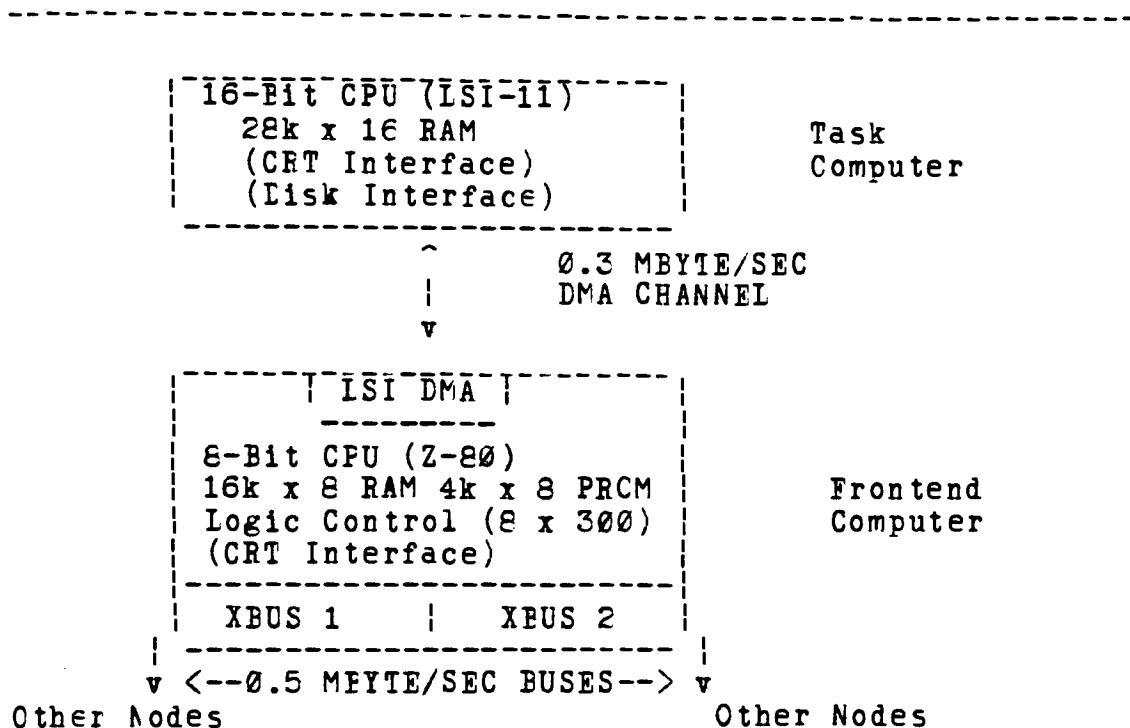 16-Bit CPU (LSI-11)
28k x 16 RAM
(CRT Interface)
(Disk Interface)
Task
Computer
0.3 MBYTE/SEC
DMA CHANNEL
LSI DMA
8-Bit CPU (Z-80)
16k x 8 RAM 4k x 8 PROM
Logic Control (8 x 300)
(CRT Interface)
Frontend
Computer
XBUS 1 | XBUS 2
<--0.5 MBYTE/SEC BUSES-->
Other Nodes Other Nodes